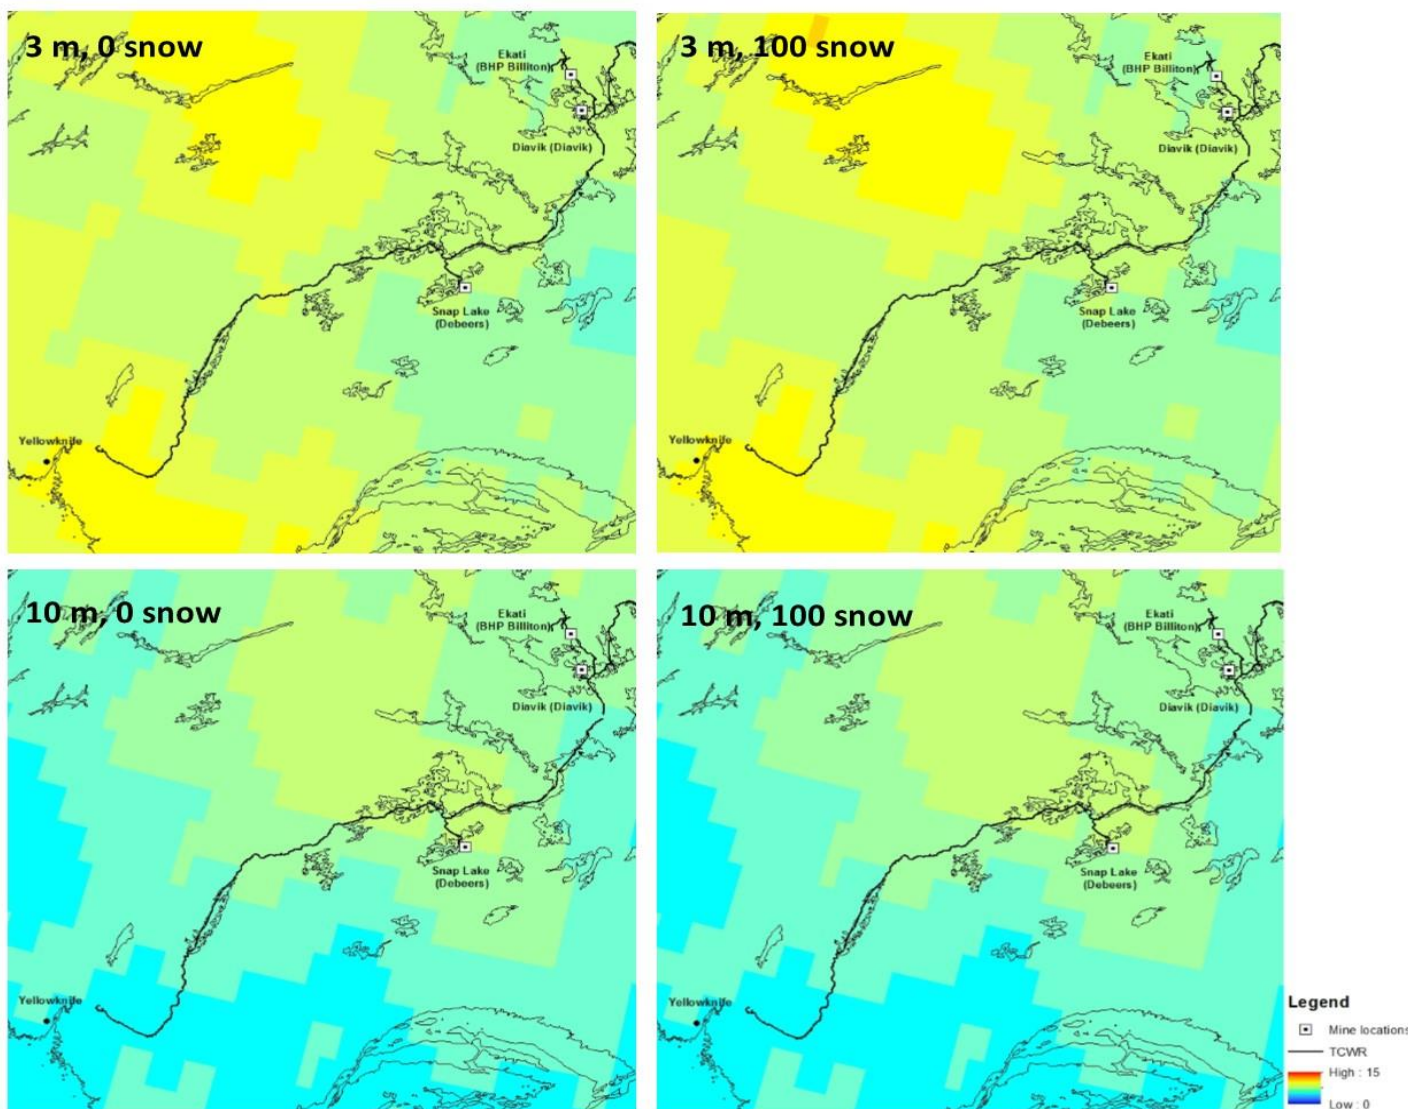 3 m, 0 snow
Ekati
(BHP Billiton)
Diavik (Diavik)
Snap Lake
(Debeers)
Yellowknife
3 m, 100 snow
Ekati
(BHP Billiton)
Diavik (Diavik)
Snap Lake
(Debeers)
Yellowknife
10 m, 0 snow
Ekati
(BHP Billiton)
Diavik (Diavik)
Snap Lake
(Debeers)
Yellowknife
10 m, 100 snow
Ekati
(BHP Billiton)
Diavik (Diavik)
Snap Lake
(Debeers)
Yellowknife
Legend
Mine locations
TCWR
High : 15
Low : 0